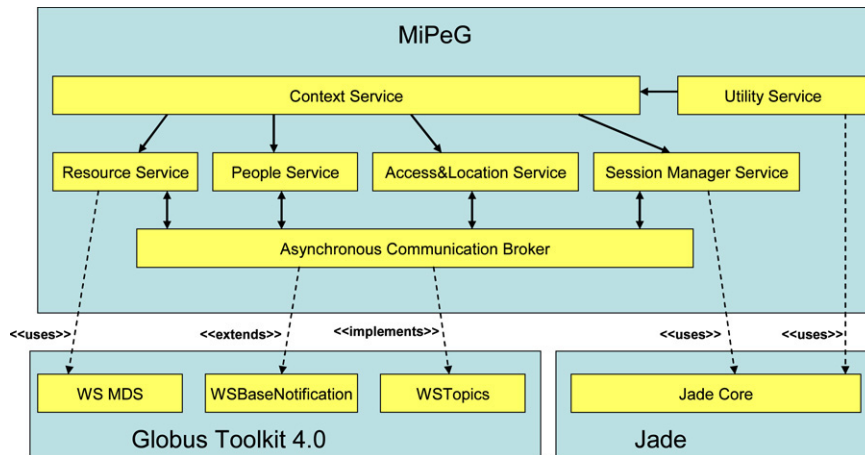 MiPeG
Context Service
Utility Service
Resource Service
People Service
Access&Location Service
Session Manager Service
Asynchronous Communication Broker
<<uses>>
<<extends>>
<<implements>>
<<uses>>
<<uses>>
WS MDS
WSBaseNotification
WSTopics
Jade Core
Globus Toolkit 4.0
Jade